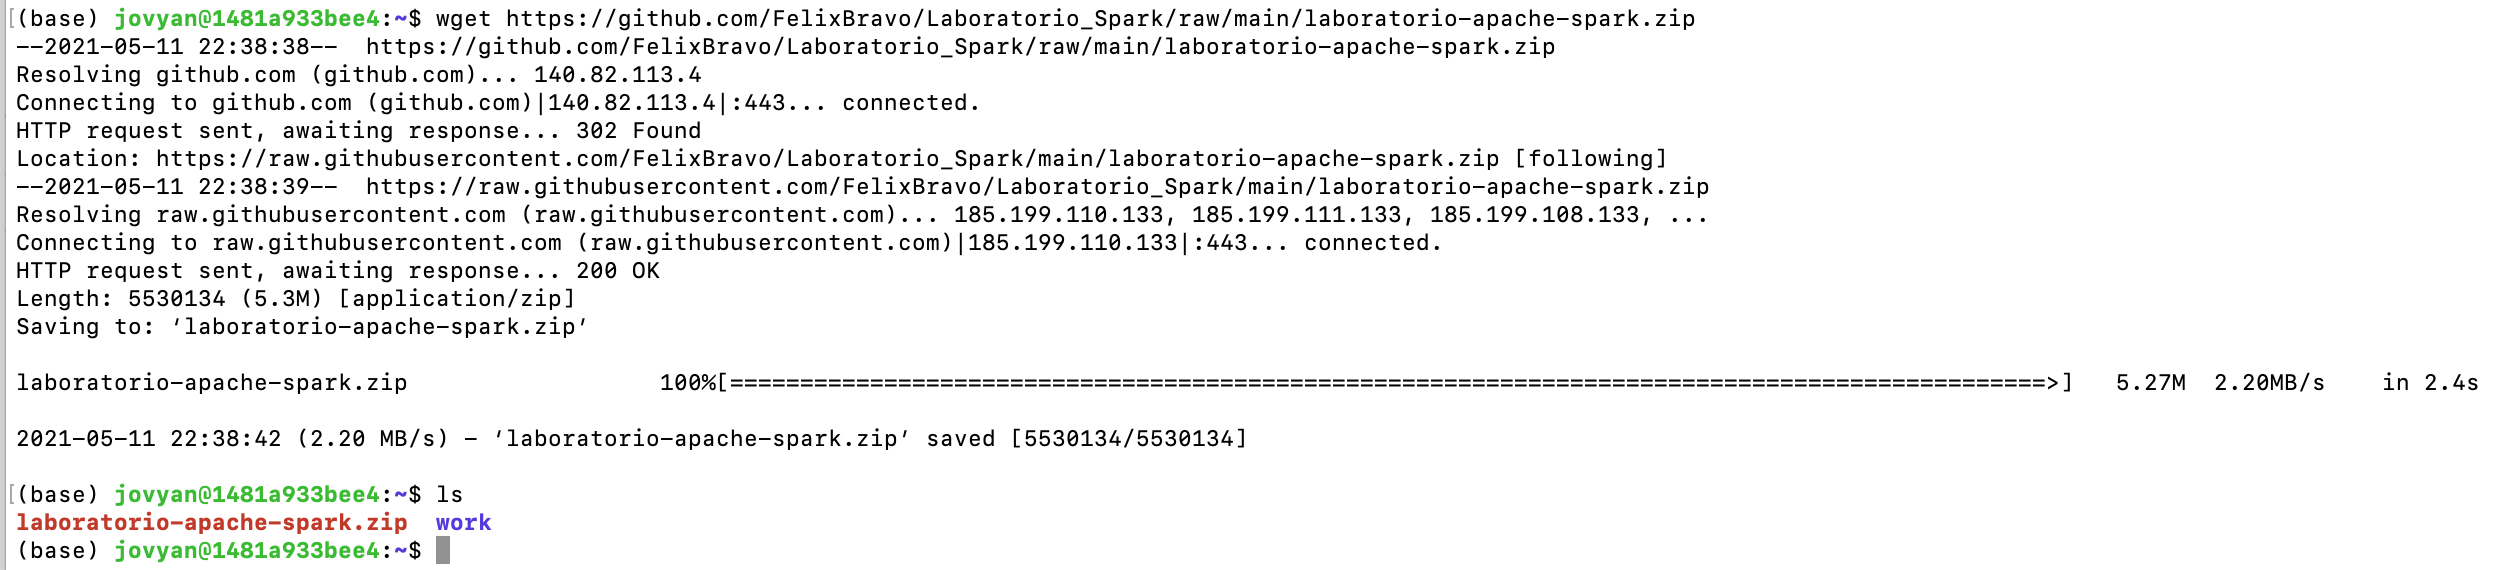 (base) jovyan@1481a933bee4:~$ wget https://github.com/FelixBravo/Laboratorio_Spark/raw/main/laboratorio-apache-spark.zip
--2021-05-11 22:38:38--  https://github.com/FelixBravo/Laboratorio_Spark/raw/main/laboratorio-apache-spark.zip
Resolving github.com (github.com)... 140.82.113.4
Connecting to github.com (github.com)|140.82.113.4|:443... connected.
HTTP request sent, awaiting response... 302 Found
Location: https://raw.githubusercontent.com/FelixBravo/Laboratorio_Spark/main/laboratorio-apache-spark.zip [following]
--2021-05-11 22:38:39--  https://raw.githubusercontent.com/FelixBravo/Laboratorio_Spark/main/laboratorio-apache-spark.zip
Resolving raw.githubusercontent.com (raw.githubusercontent.com)... 185.199.110.133, 185.199.111.133, 185.199.108.133, ...
Connecting to raw.githubusercontent.com (raw.githubusercontent.com)|185.199.110.133|:443... connected.
HTTP request sent, awaiting response... 200 OK
Length: 5530134 (5.3M) [application/zip]
Saving to: ‘laboratorio-apache-spark.zip’
laboratorio-apache-spark.zip 100%[==============================================================================================>] 5.27M 2.20MB/s in 2.4s
2021-05-11 22:38:42 (2.20 MB/s) - ‘laboratorio-apache-spark.zip’ saved [5530134/5530134]
(base) jovyan@1481a933bee4:~$ ls
laboratorio-apache-spark.zip  work
(base) jovyan@1481a933bee4:~$